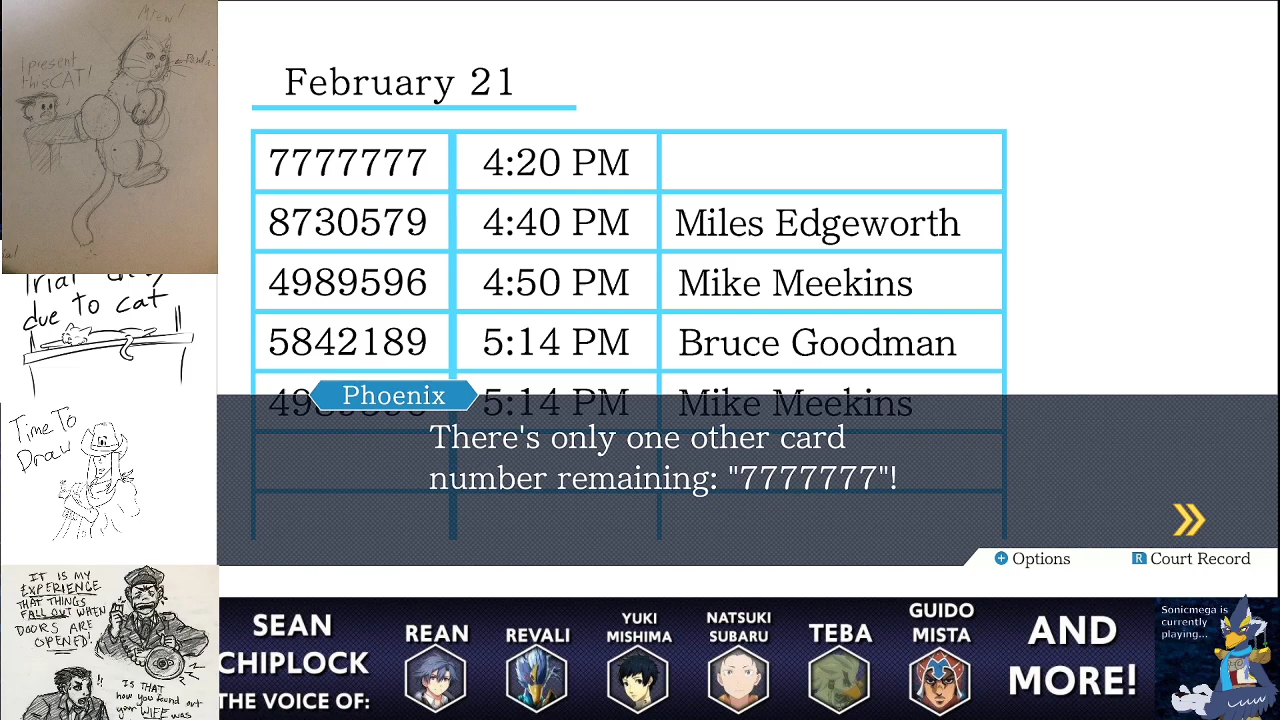 Mrew!
I present
this CAT!
Trial
due to cat
Time To
Draw
IT IS MY
EXPERIENCE
THAT THINGS
FALL OUT WHEN
DOORS ARE
OPENED!
!!
IS THAT
how you found out
your WIFE was
February 21
7777777 4:20 PM
8730579 4:40 PM Miles Edgeworth
4989596 4:50 PM Mike Meekins
5842189 5:14 PM Bruce Goodman
4989596 5:14 PM Mike Meekins
Phoenix
There's only one other card
number remaining: "7777777"!
Options
Court Record
SEAN
CHIPLOCK
THE VOICE OF:
REAN
REVALI
YUKI
MISHIMA
NATSUKI
SUBARU
TEBA
GUIDO
MISTA
AND
MORE!
Sonicmega is
currently
playing...